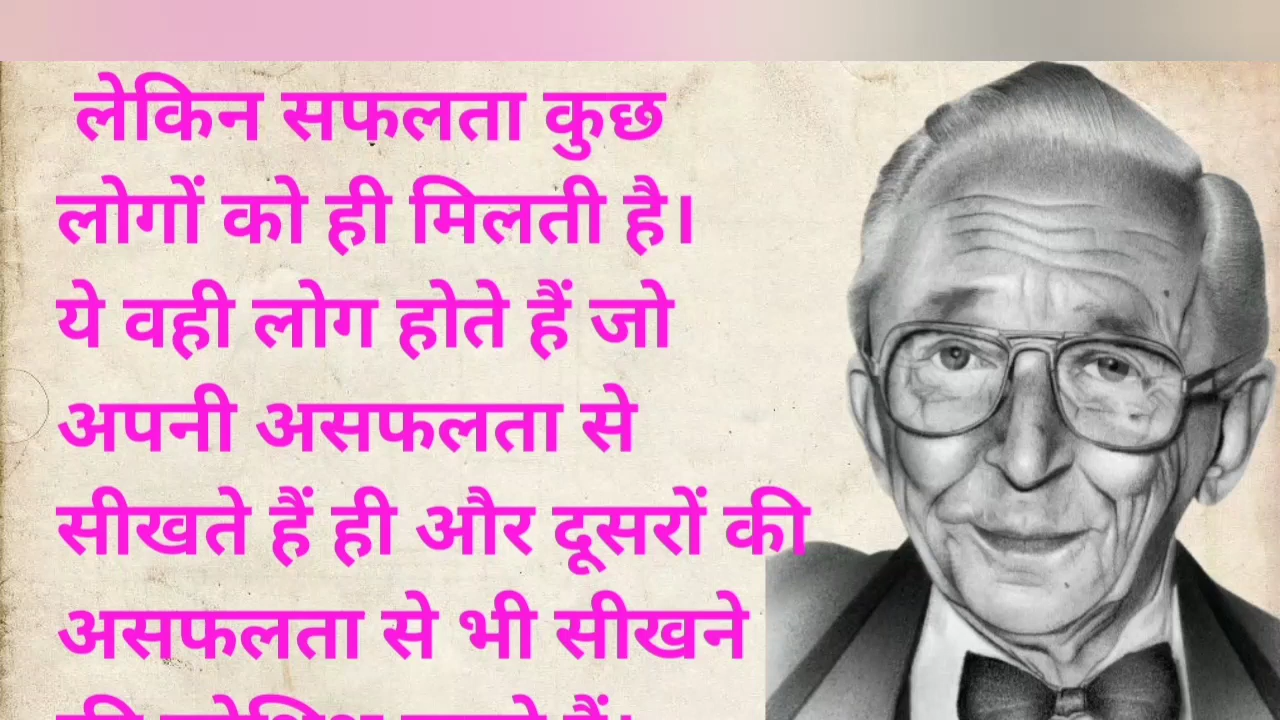 लेकिन सफलता कुछ
लोगों को ही मिलती है।
ये वही लोग होते हैं जो
अपनी असफलता से
सीखते हैं ही और दूसरों की
असफलता से भी सीखने